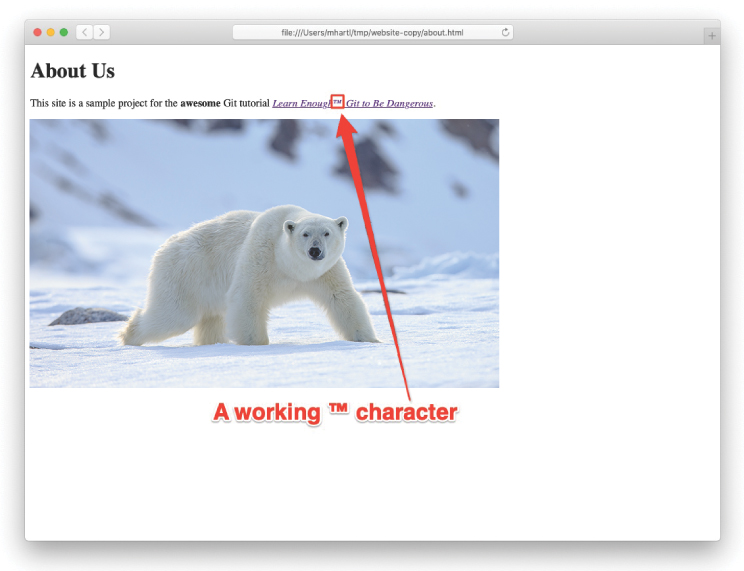 file:///Users/mhartl/tmp/website-copy/about.html
About Us
This site is a sample project for the awesome Git tutorial Learn Enough™ Git to Be Dangerous.
A working ™ character